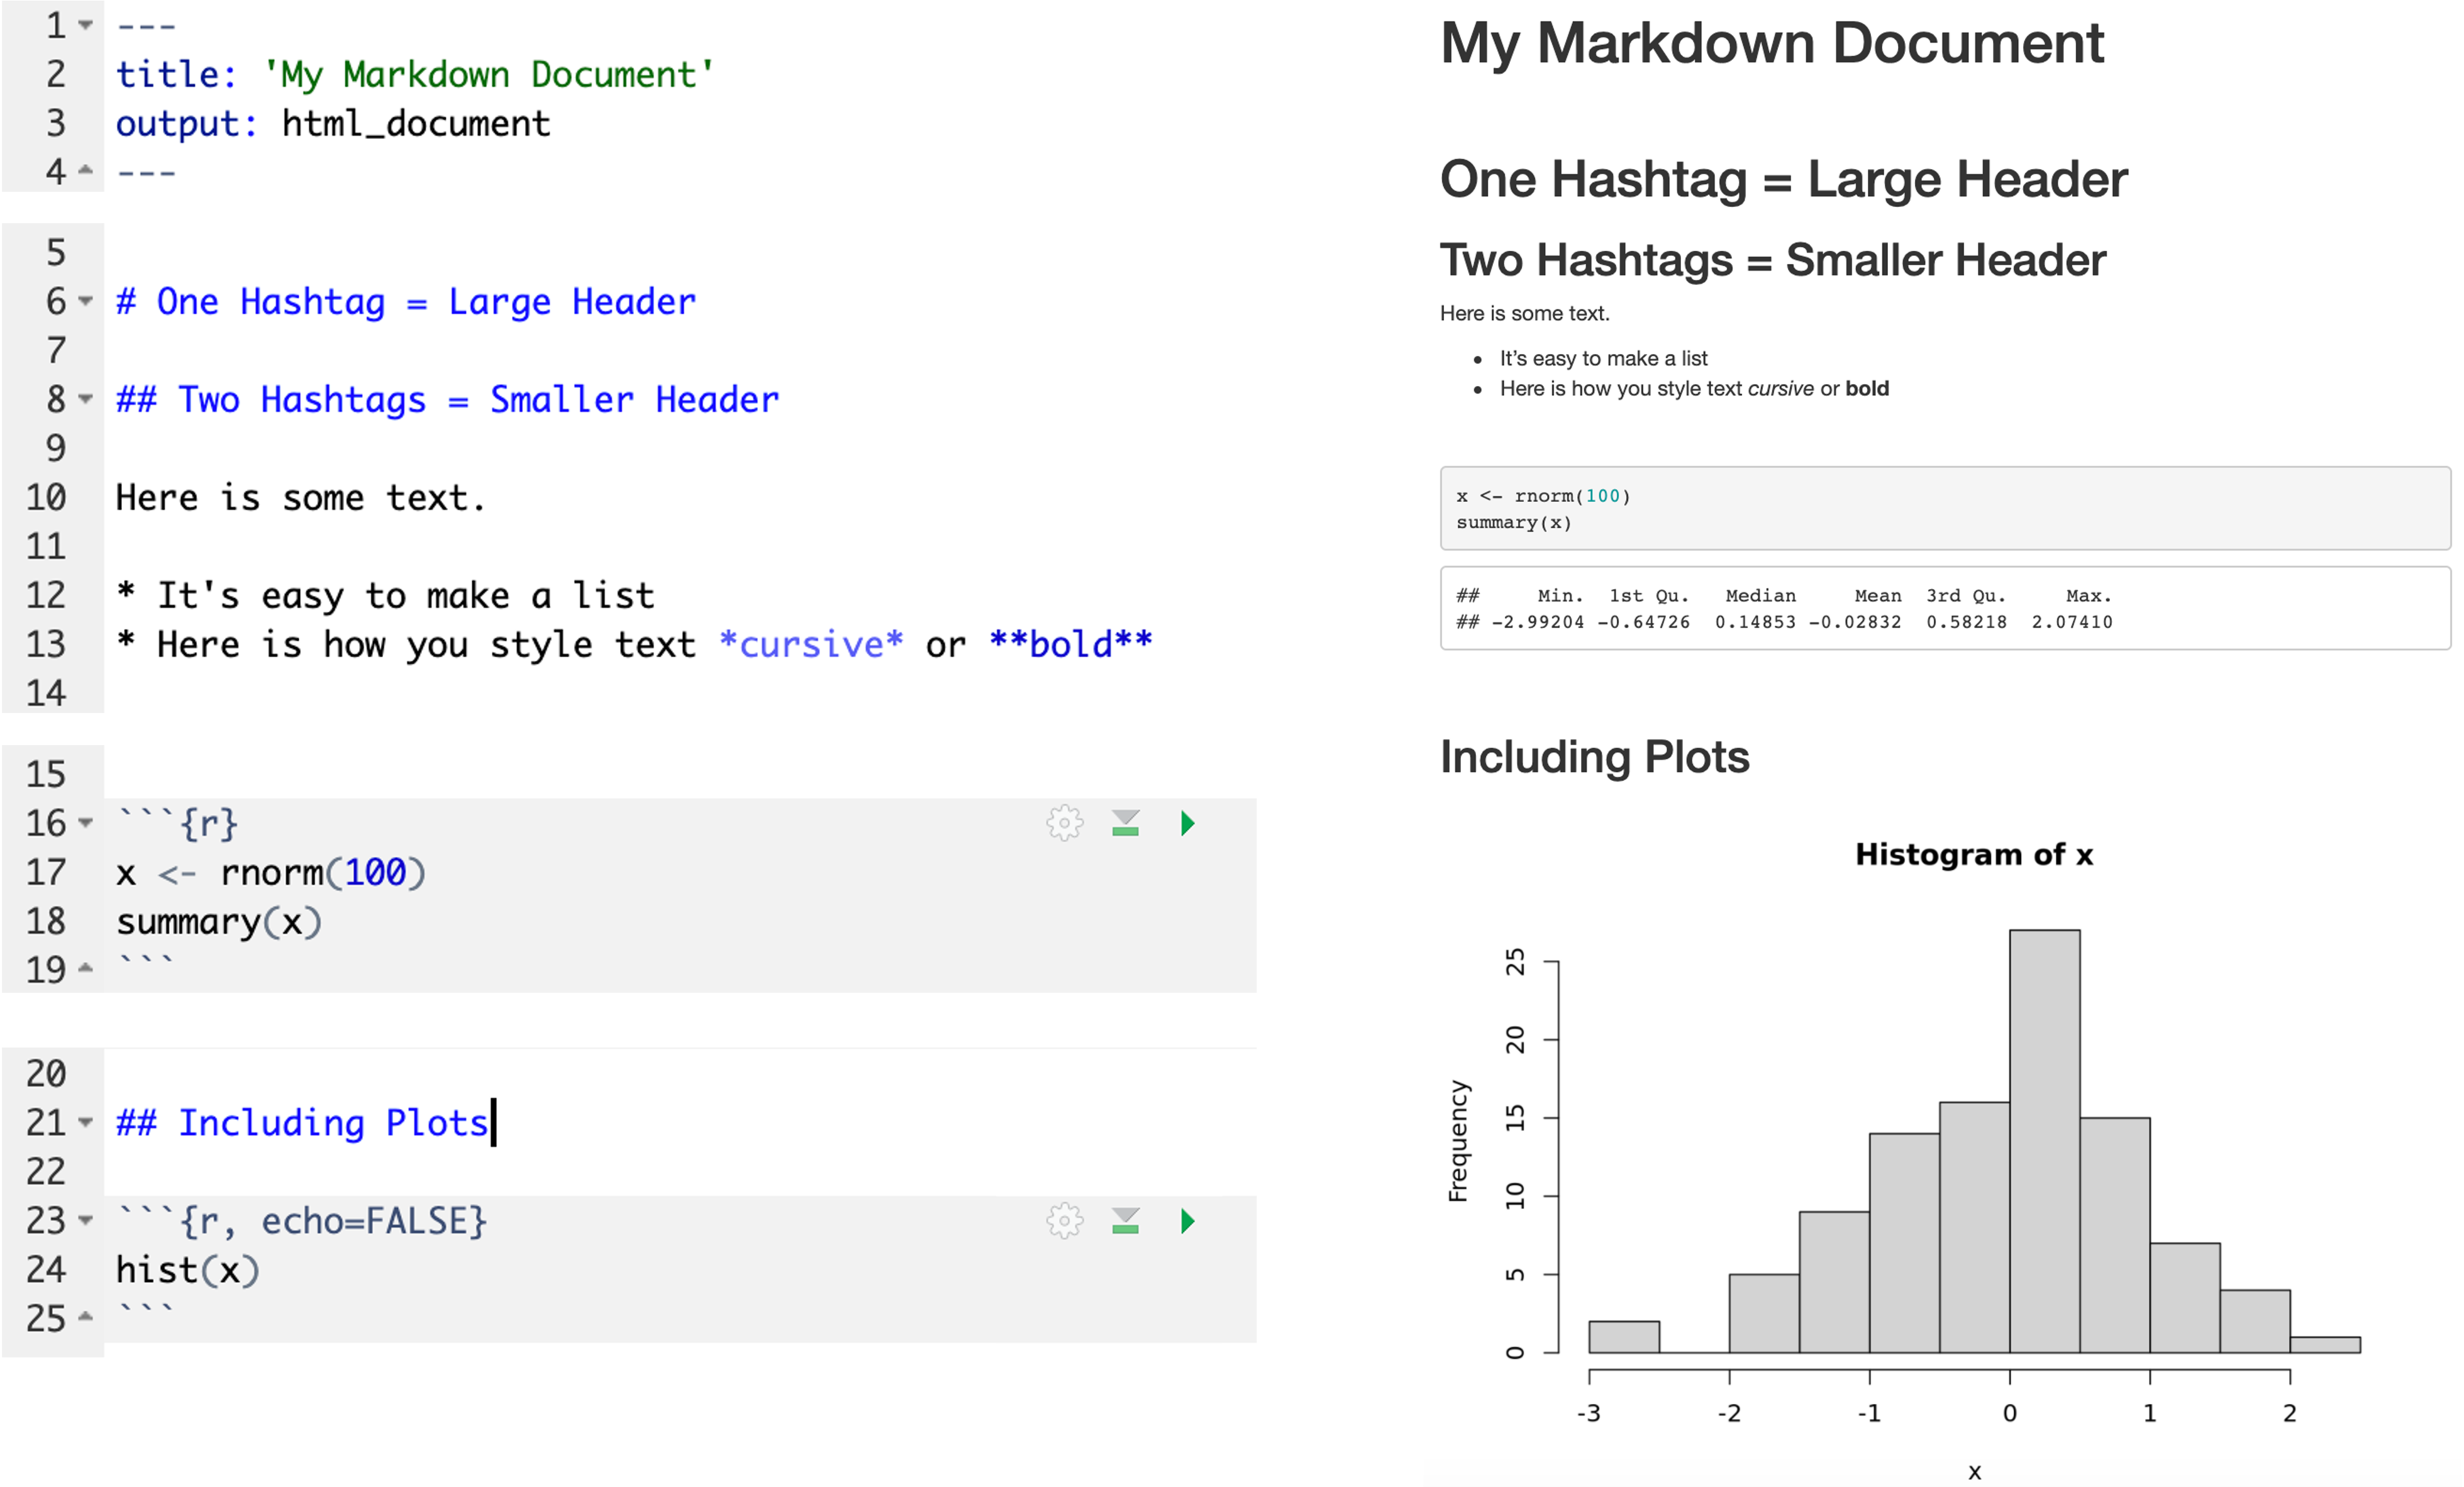 1 ---
2 title: 'My Markdown Document'
3 output: html_document
4 ---
5
6 # One Hashtag = Large Header
7
8 ## Two Hashtags = Smaller Header
9
10 Here is some text.
11
12 * It's easy to make a list
13 * Here is how you style text *cursive* or **bold**
14
15
16 ```{r}
17 x <- rnorm(100)
18 summary(x)
19 ```
20
21 ## Including Plots
22
23 ```{r, echo=FALSE}
24 hist(x)
25 ```
My Markdown Document
One Hashtag = Large Header
Two Hashtags = Smaller Header
Here is some text.
• It’s easy to make a list
• Here is how you style text cursive or bold
x <- rnorm(100)
summary(x)
## Min. 1st Qu. Median Mean 3rd Qu. Max.
## -2.99204 -0.64726 0.14853 -0.02832 0.58218 2.07410
Including Plots
Histogram of x
Frequency
25
20
15
10
5
0
-3 -2 -1 0 1 2
x